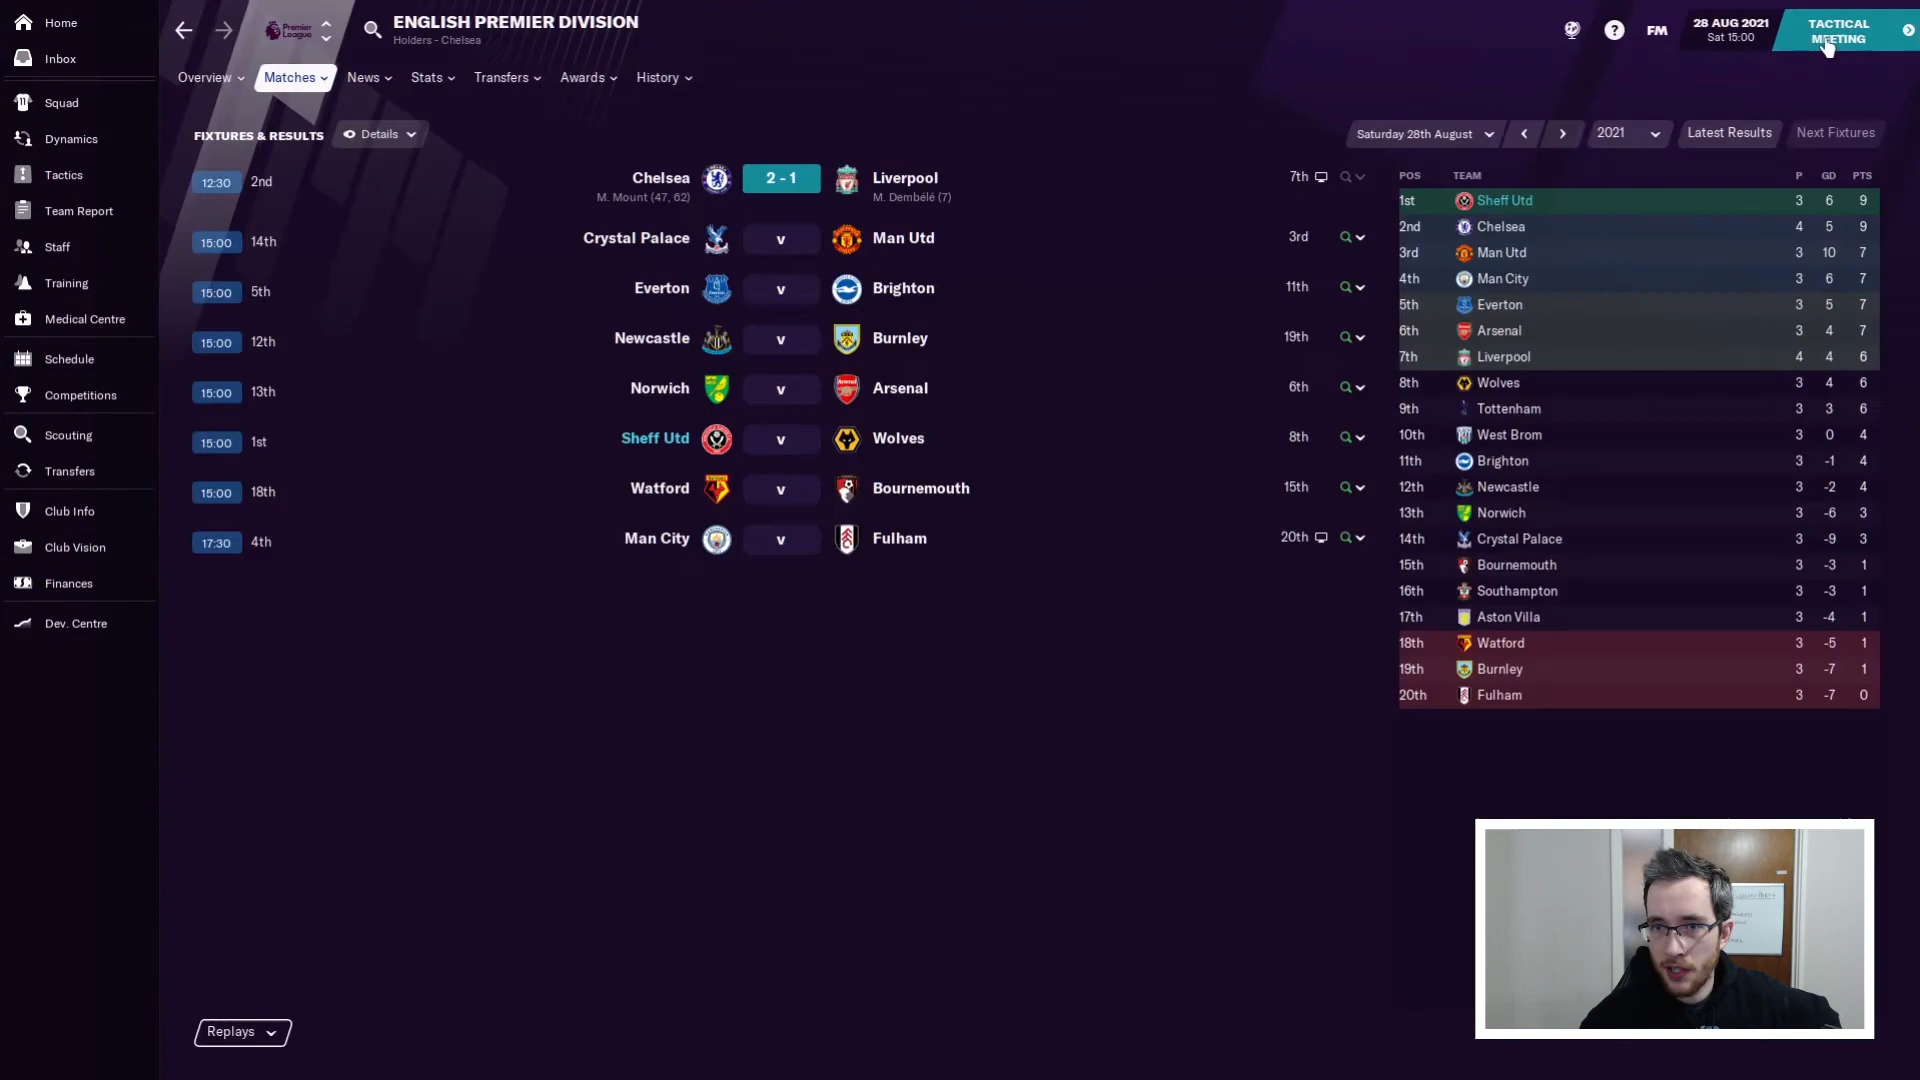 Home
Inbox
Squad
Dynamics
Tactics
Team Report
Staff
Training
Medical Centre
Schedule
Competitions
Scouting
Transfers
Club Info
Club Vision
Finances
Dev. Centre
Premier League
ENGLISH PREMIER DIVISION
Holders - Chelsea
? FM 28 AUG 2021 TACTICAL
Sat 15:00 MEETING
Overview Matches News Stats Transfers Awards History
FIXTURES & RESULTS Details Saturday 28th August 2021 Latest Results Next Fixtures
12:30 2nd Chelsea 2 - 1 Liverpool 7th
M. Mount (47, 62) M. Dembélé (7)
15:00 14th Crystal Palace v Man Utd 3rd
15:00 5th Everton v Brighton 11th
15:00 12th Newcastle v Burnley 19th
15:00 13th Norwich v Arsenal 6th
15:00 1st Sheff Utd v Wolves 8th
15:00 18th Watford v Bournemouth 15th
17:30 4th Man City v Fulham 20th
POS TEAM P GD PTS
1st Sheff Utd 3 6 9
2nd Chelsea 4 5 9
3rd Man Utd 3 10 7
4th Man City 3 6 7
5th Everton 3 5 7
6th Arsenal 3 4 7
7th Liverpool 4 4 6
8th Wolves 3 4 6
9th Tottenham 3 3 6
10th West Brom 3 0 4
11th Brighton 3 -1 4
12th Newcastle 3 -2 4
13th Norwich 3 -6 3
14th Crystal Palace 3 -9 3
15th Bournemouth 3 -3 1
16th Southampton 3 -3 1
17th Aston Villa 3 -4 1
18th Watford 3 -5 1
19th Burnley 3 -7 1
20th Fulham 3 -7 0
Replays